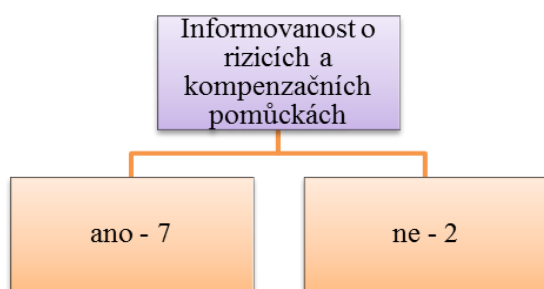 Informovanost o
rizicích a
kompenzačních
pomůckách
ano - 7
ne - 2